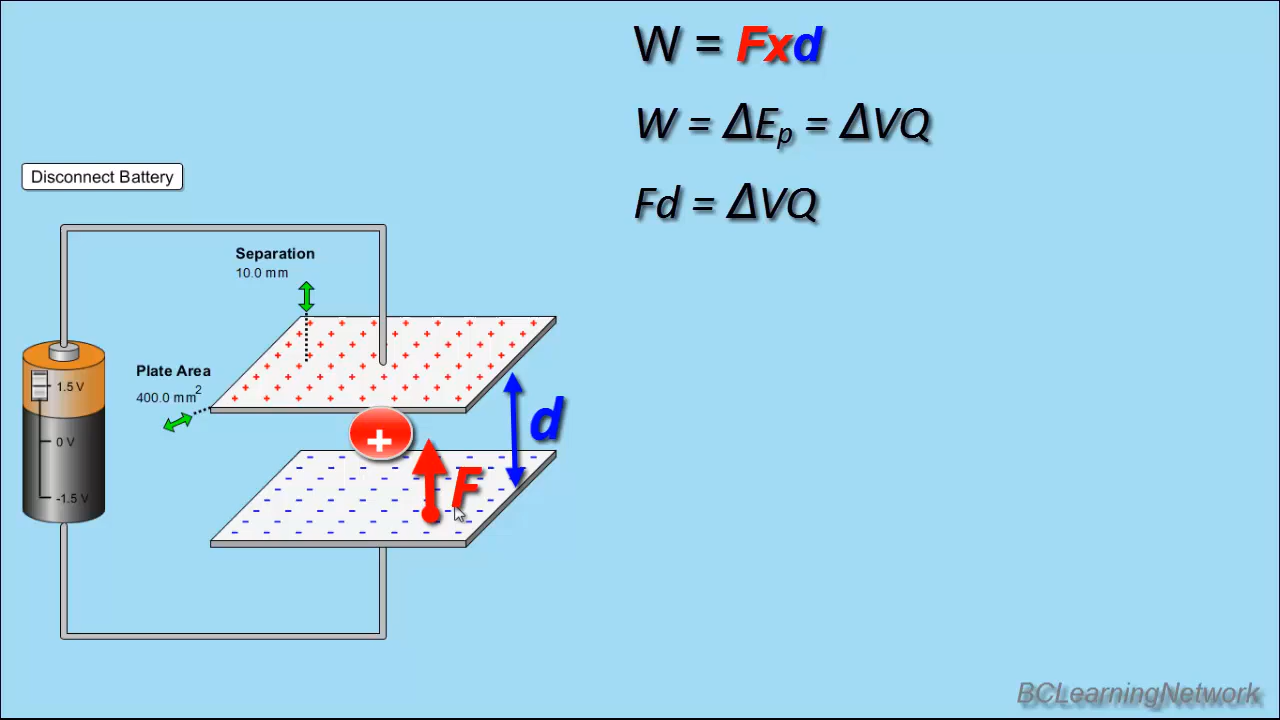 W = Fxd
W = ΔEₚ = ΔVQ
Fd = ΔVQ
Disconnect Battery
Separation
10.0 mm
Plate Area
400.0 mm²
1.5 V
0 V
-1.5 V
+
d
F
BCLearningNetwork